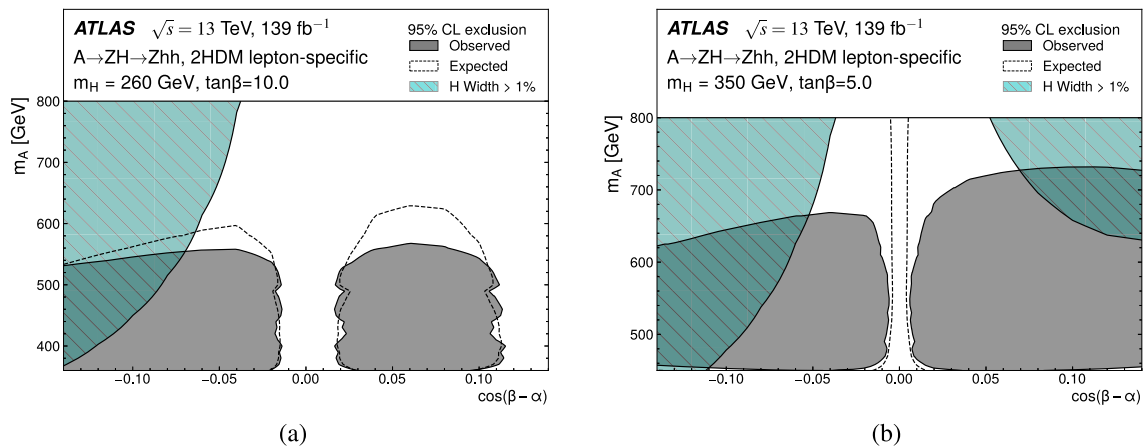 ATLAS √s = 13 TeV, 139 fb⁻¹
A→ZH→Zhh, 2HDM lepton-specific
m_H = 260 GeV, tanβ=10.0
95% CL exclusion
Observed
Expected
H Width > 1%
m_A [GeV]
800
700
600
500
400
−0.10
−0.05
0.00
0.05
0.10
cos(β−α)
(a)
ATLAS √s = 13 TeV, 139 fb⁻¹
A→ZH→Zhh, 2HDM lepton-specific
m_H = 350 GeV, tanβ=5.0
95% CL exclusion
Observed
Expected
H Width > 1%
m_A [GeV]
800
700
600
500
−0.10
−0.05
0.00
0.05
0.10
cos(β−α)
(b)